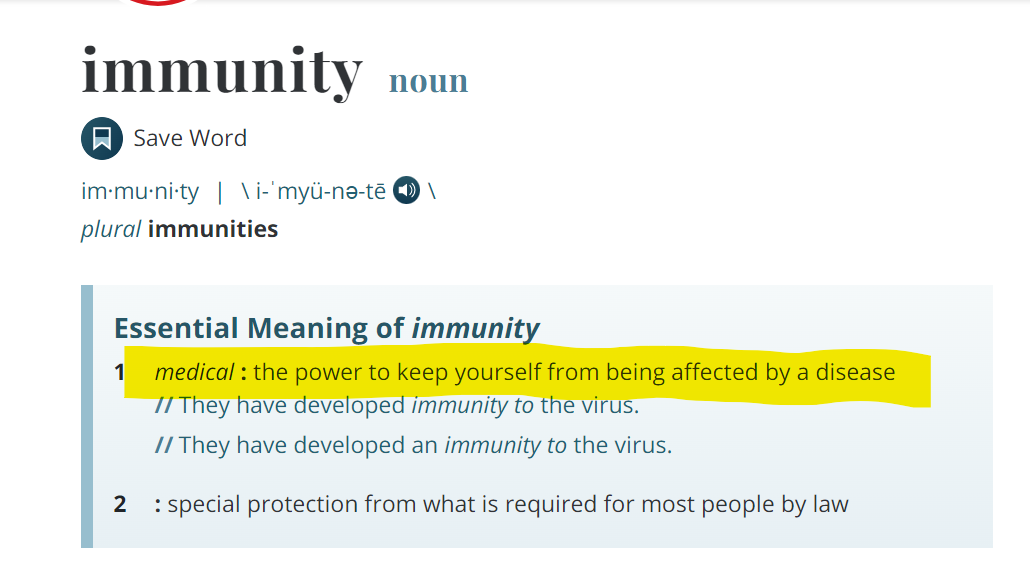 immunity noun
Save Word
im·mu·ni·ty | \ i-ˈmyü-nə-tē \
plural immunities
Essential Meaning of immunity
1 medical : the power to keep yourself from being affected by a disease
// They have developed immunity to the virus.
// They have developed an immunity to the virus.
2 : special protection from what is required for most people by law